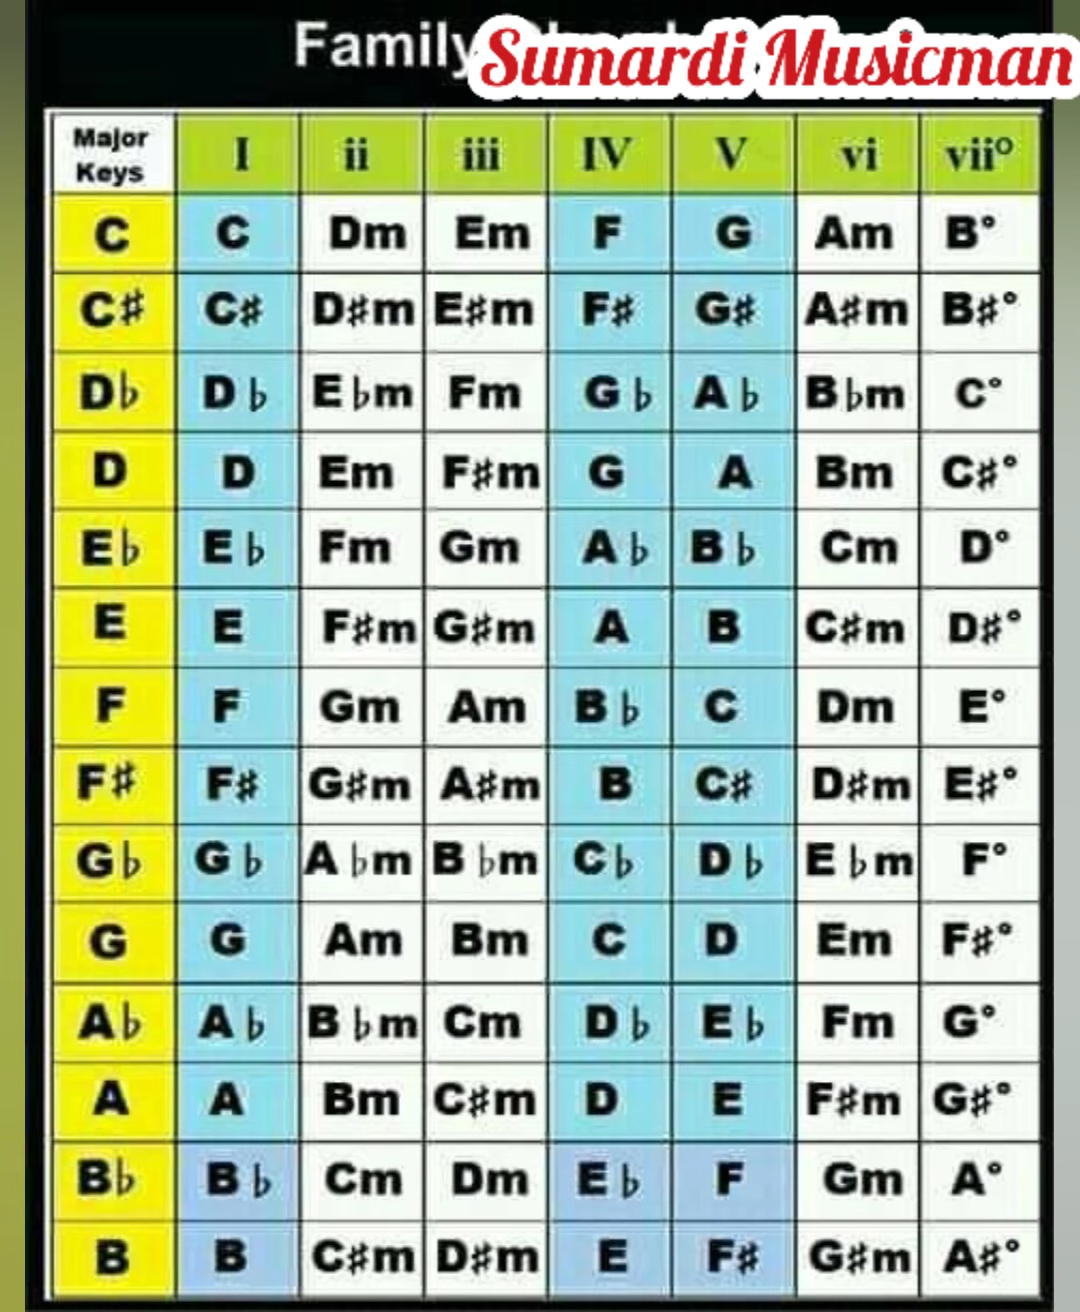 Family
Sumardi Musicman
Major Keys I ii iii IV V vi viiº
C C Dm Em F G Am B°
C♯ C♯ D♯m E♯m F♯ G♯ A♯m B♯°
D♭ D♭ E♭m Fm G♭ A♭ B♭m C°
D D Em F♯m G A Bm C♯°
E♭ E♭ Fm Gm A♭ B♭ Cm D°
E E F♯m G♯m A B C♯m D♯°
F F Gm Am B♭ C Dm E°
F♯ F♯ G♯m A♯m B C♯ D♯m E♯°
G♭ G♭ A♭m B♭m C♭ D♭ E♭m F°
G G Am Bm C D Em F♯°
A♭ A♭ B♭m Cm D♭ E♭ Fm G°
A A Bm C♯m D E F♯m G♯°
B♭ B♭ Cm Dm E♭ F Gm A°
B B C♯m D♯m E F♯ G♯m A♯°